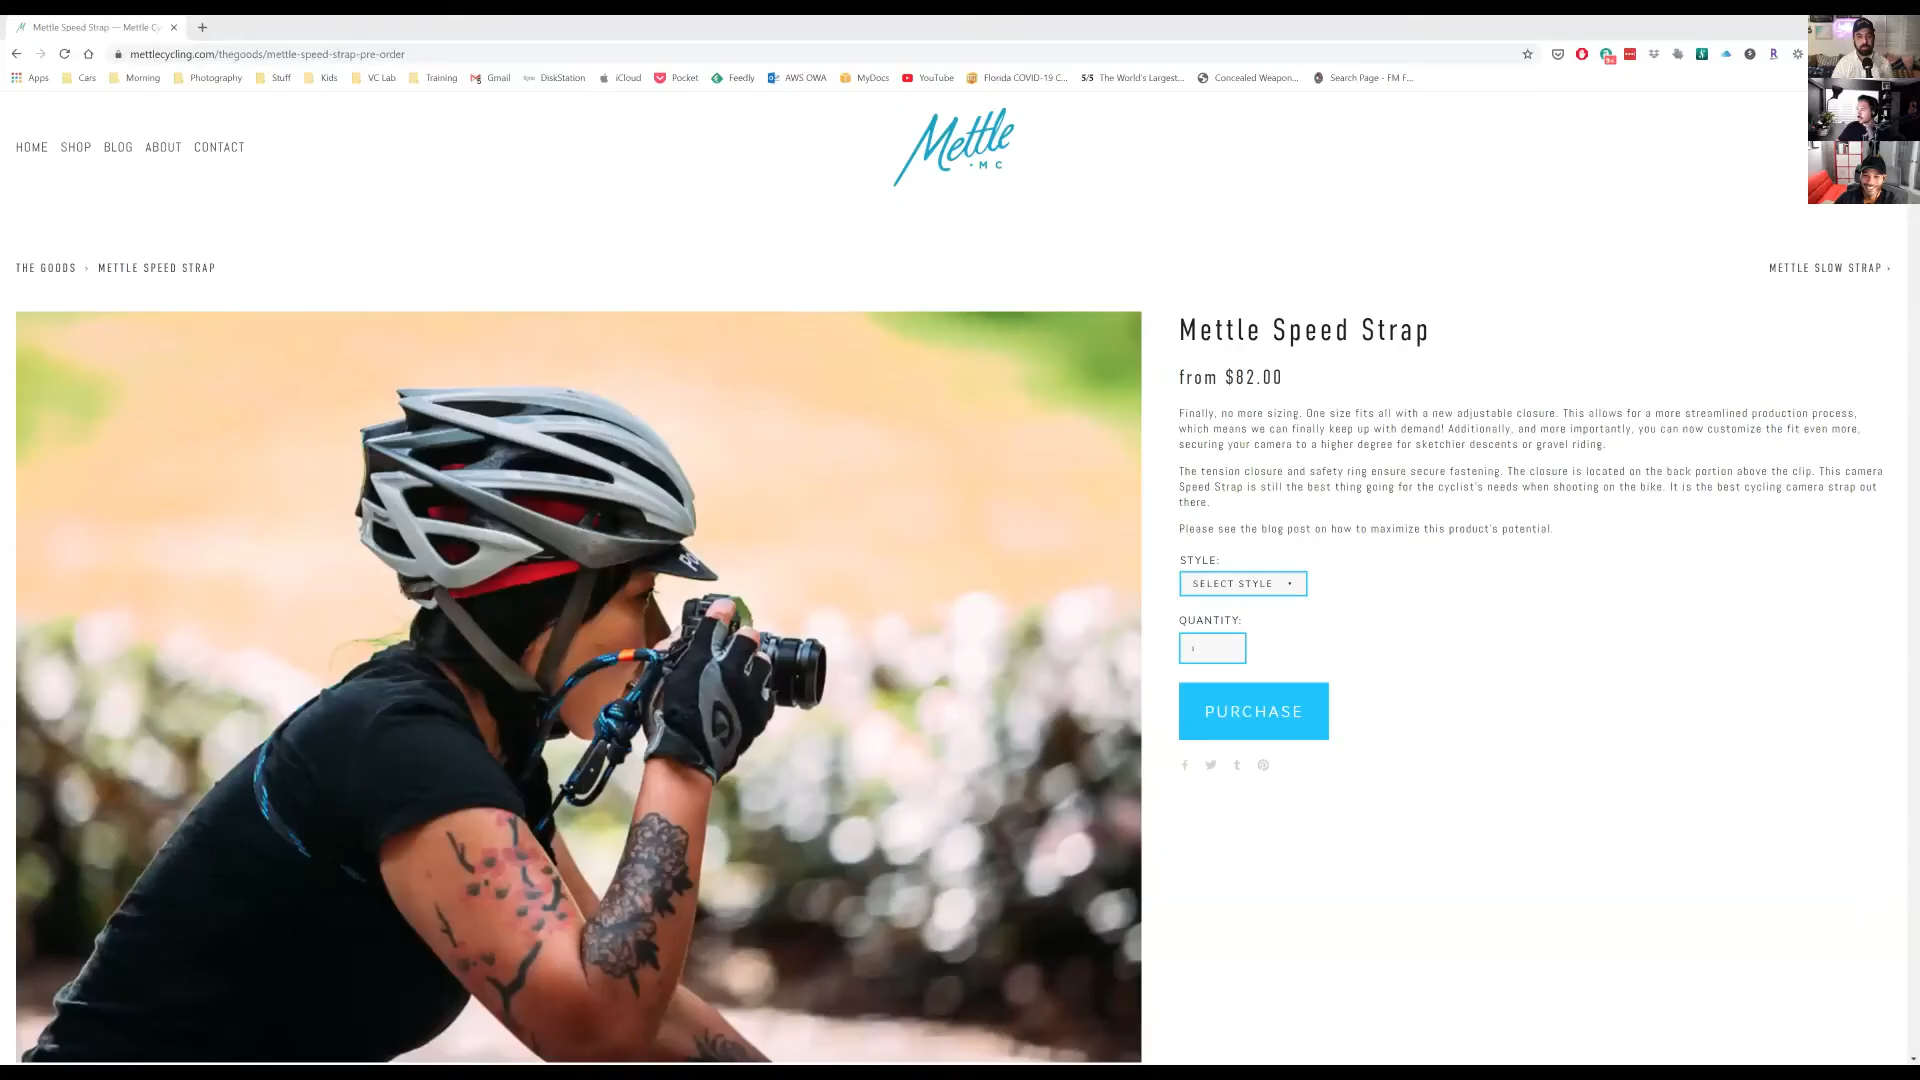 Mettle Speed Strap — Mettle Cy
mettlecycling.com/thegoods/mettle-speed-strap-pre-order
9+
Apps Cars Morning Photography Stuff Kids VC Lab Training Gmail DiskStation iCloud Pocket Feedly AWS OWA MyDocs YouTube Florida COVID-19 C... 5/5 The World's Largest... Concealed Weapon... Search Page - FM F...
HOME SHOP BLOG ABOUT CONTACT
Mettle
• M C
THE GOODS › METTLE SPEED STRAP
METTLE SLOW STRAP ›
Mettle Speed Strap
from $82.00
Finally, no more sizing. One size fits all with a new adjustable closure. This allows for a more streamlined production process,
which means we can finally keep up with demand! Additionally, and more importantly, you can now customize the fit even more,
securing your camera to a higher degree for sketchier descents or gravel riding.
The tension closure and safety ring ensure secure fastening. The closure is located on the back portion above the clip. This camera
Speed Strap is still the best thing going for the cyclist's needs when shooting on the bike. It is the best cycling camera strap out
there.
Please see the blog post on how to maximize this product's potential.
STYLE:
SELECT STYLE
QUANTITY:
1
PURCHASE